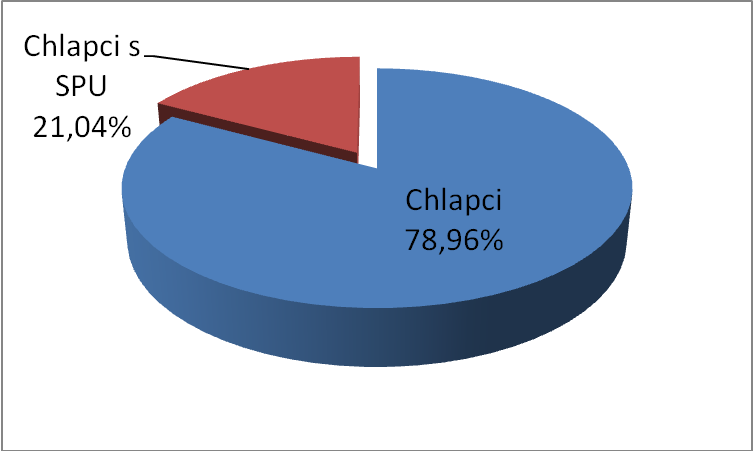 Chlapci s
SPU
21,04%
Chlapci
78,96%